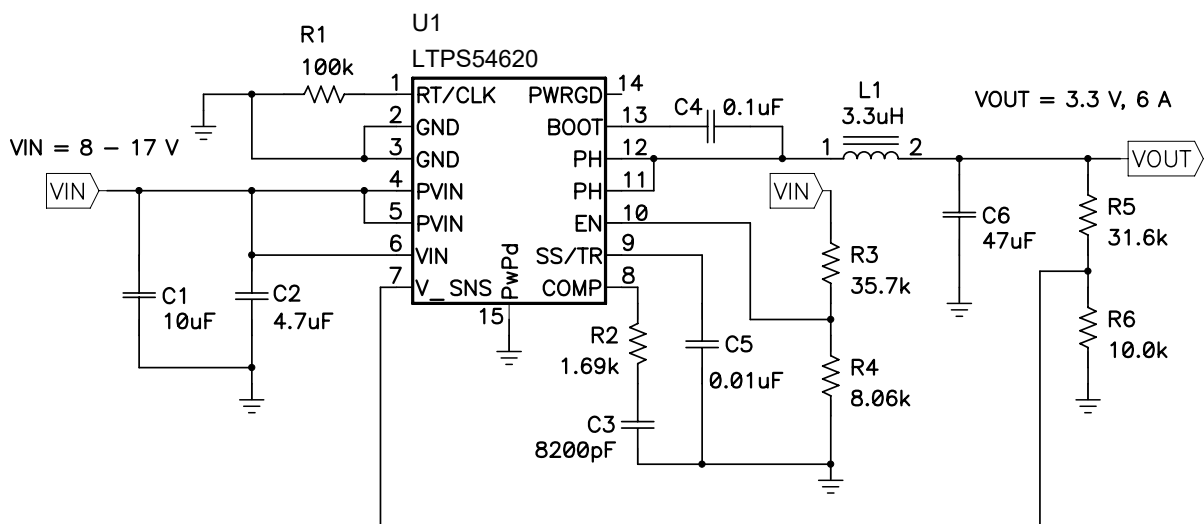 U1
LTPS54620
R1
100k
1
RT/CLK
PWRGD
14
2
GND
BOOT
13
C4
0.1uF
3
GND
PH
12
4
PVIN
PH
11
5
PVIN
EN
10
6
VIN
SS/TR
9
7
V_SNS
COMP
8
PwPd
15
VIN = 8 – 17 V
VIN
C1
10uF
C2
4.7uF
L1
3.3uH
1
2
VOUT = 3.3 V, 6 A
VOUT
VIN
R3
35.7k
C6
47uF
R5
31.6k
R2
1.69k
C5
0.01uF
R4
8.06k
R6
10.0k
C3
8200pF